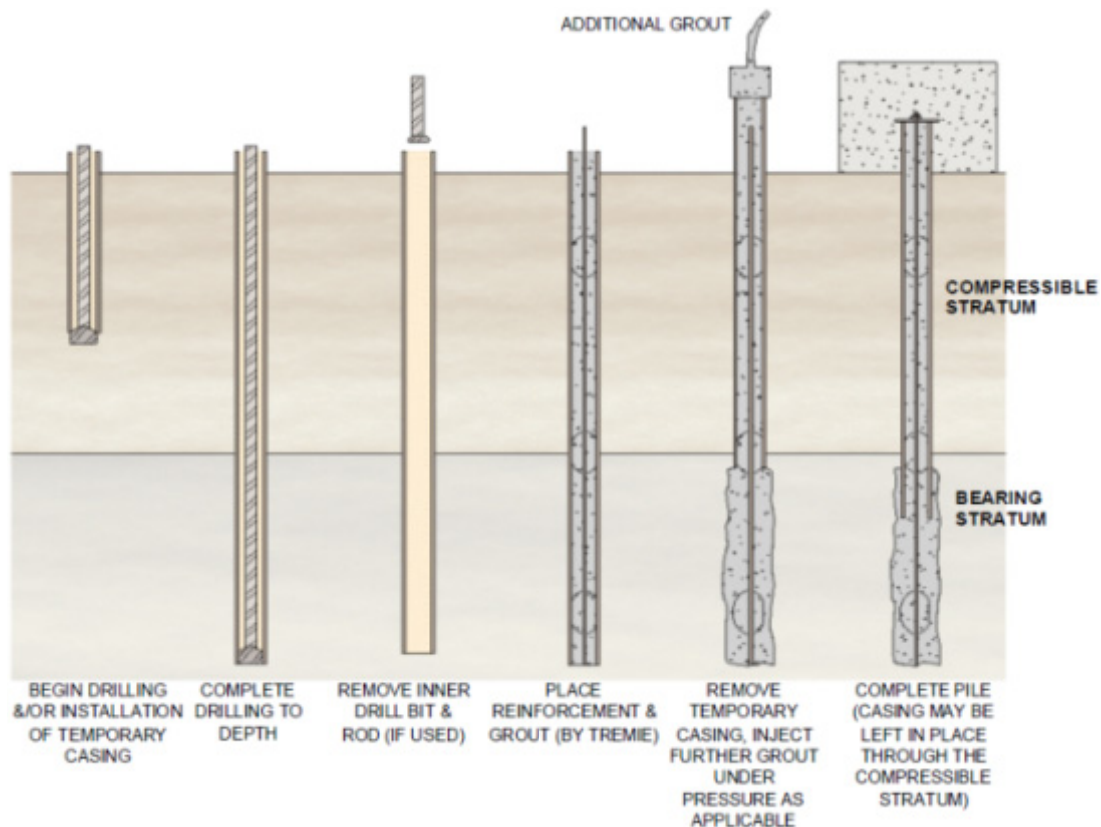 ADDITIONAL GROUT
COMPRESSIBLE
STRATUM
BEARING
STRATUM
BEGIN DRILLING
&/OR INSTALLATION
OF TEMPORARY
CASING
COMPLETE
DRILLING TO
DEPTH
REMOVE INNER
DRILL BIT &
ROD (IF USED)
PLACE
REINFORCEMENT &
GROUT (BY TREMIE)
REMOVE
TEMPORARY
CASING, INJECT
FURTHER GROUT
UNDER
PRESSURE AS
APPLICABLE
COMPLETE PILE
(CASING MAY BE
LEFT IN PLACE
THROUGH THE
COMPRESSIBLE
STRATUM)